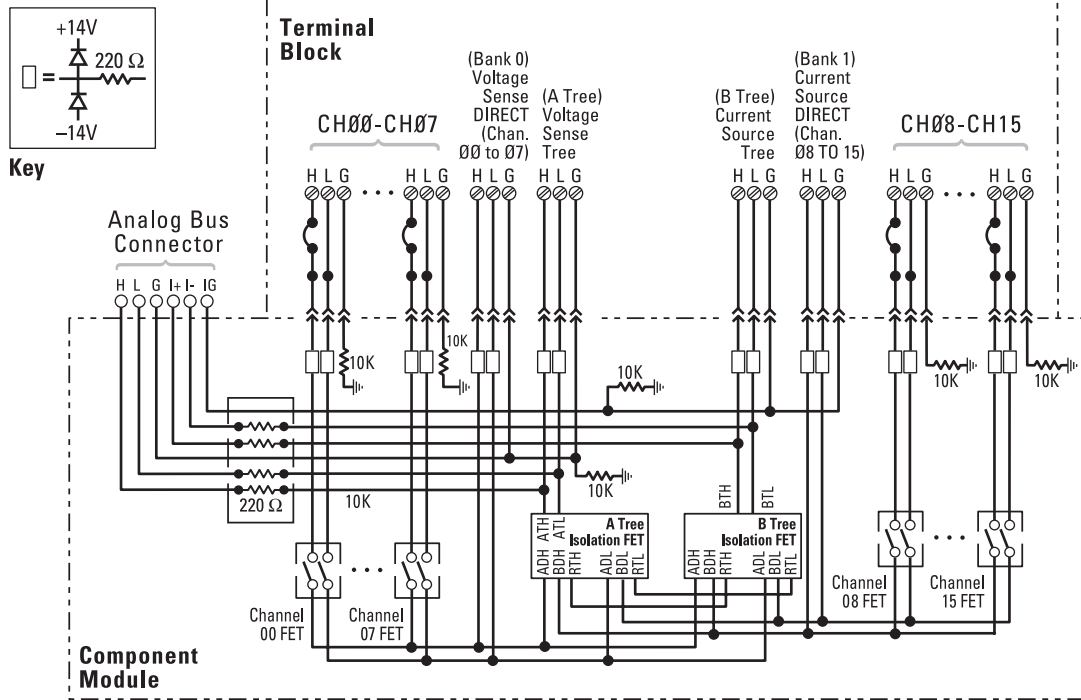 +14V
220 Ω
=
–14V
Key
Terminal
Block
CHØØ-CHØ7
(Bank 0)
Voltage
Sense
DIRECT
(Chan.
ØØ to Ø7)
(A Tree)
Voltage
Sense
Tree
(B Tree)
Current
Source
Tree
(Bank 1)
Current
Source
DIRECT
(Chan.
Ø8 TO 15)
CHØ8-CH15
H L G
H L G
H L G
H L G
H L G
H L G
H L G
H L G
Analog Bus
Connector
H L G I+ I- IG
10K
10K
10K
10K
10K
10K
10K
220 Ω
ATH
ATL
A Tree
Isolation FET
ADH
BDH
RTH
ADL
BDL
RTL
BTH
BTL
B Tree
Isolation FET
ADH
BDH
RTH
ADL
BDL
RTL
Channel
00 FET
Channel
07 FET
Channel
08 FET
Channel
15 FET
Component
Module